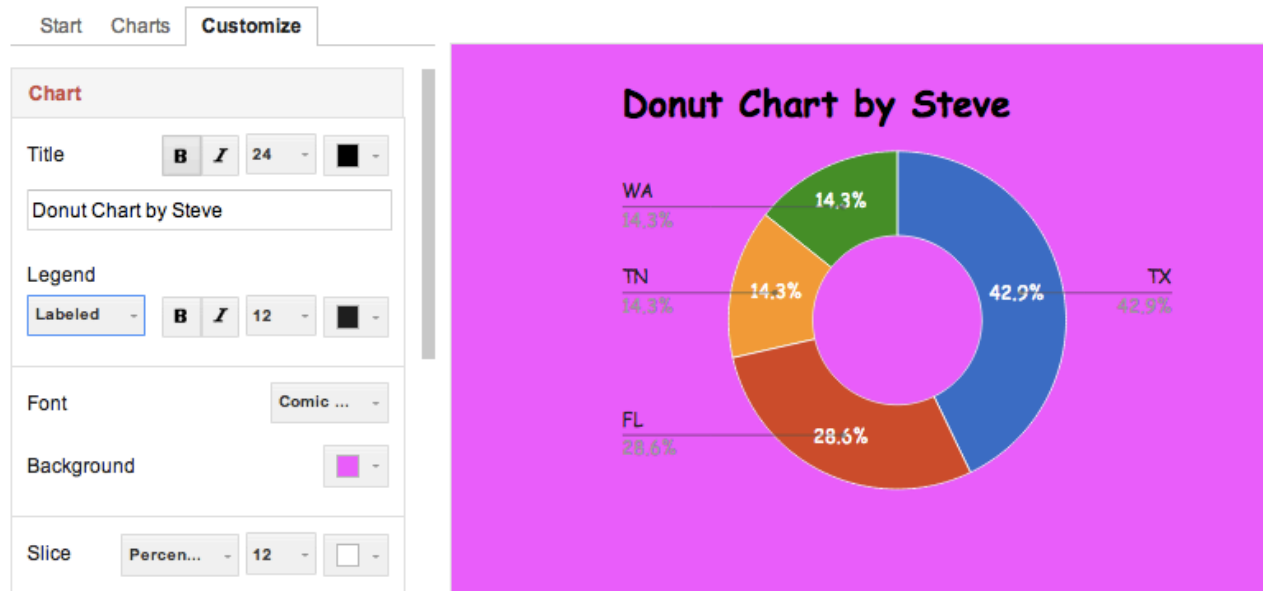 Start Charts Customize
Chart
Title B I 24
Donut Chart by Steve
Legend
Labeled B I 12
Font Comic ...
Background
Slice Percen... 12
Donut Chart by Steve
WA
14.3%
14.3%
TN
14.3%
14.3%
TX
42.9%
42.9%
FL
28.6%
28.6%